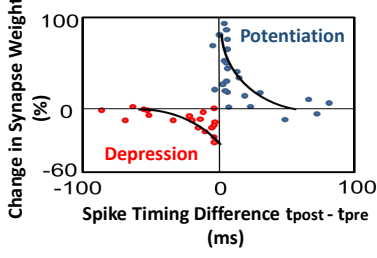 Change in Synapse Weight
(%)
100
0
-60
Potentiation
Depression
-100
0
100
Spike Timing Difference tpost - tpre
(ms)